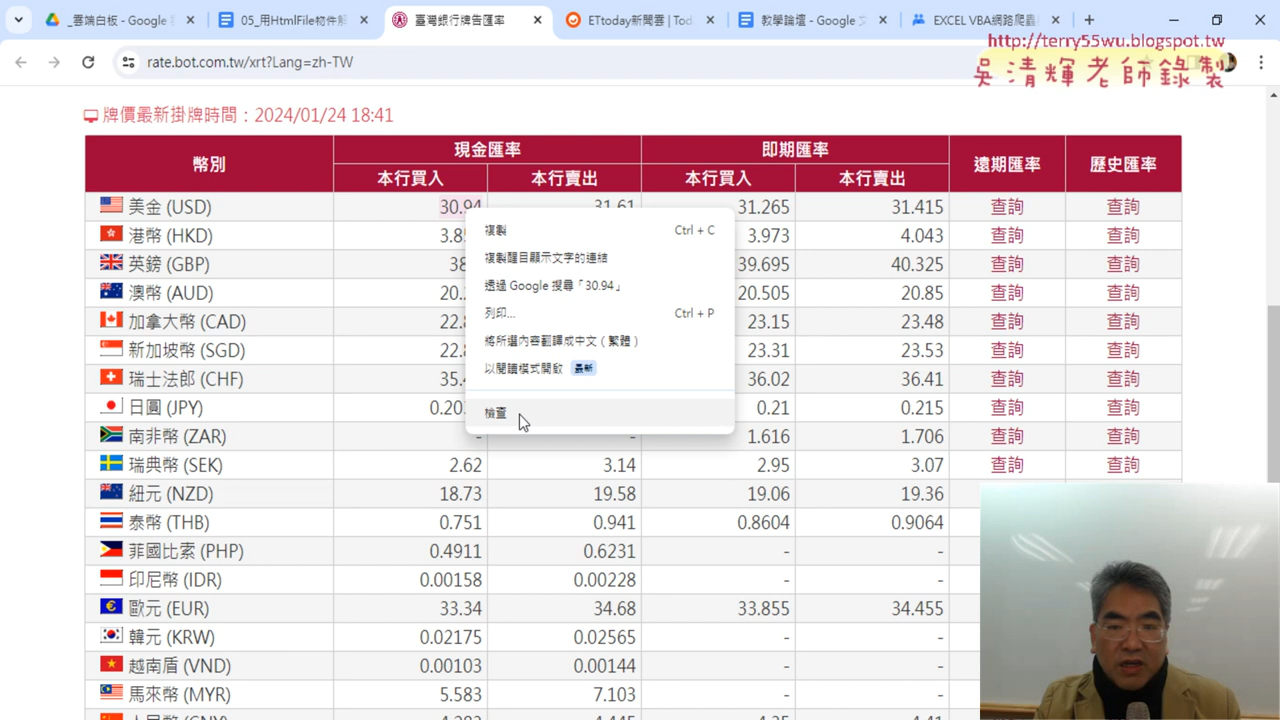 _雲端白板 - Google
05_用HtmlFile物件解
臺灣銀行牌告匯率
ETtoday新聞雲 | Tod
教學論壇 - Google 文
EXCEL VBA網路爬蟲
rate.bot.com.tw/xrt?Lang=zh-TW
http://terry55wu.blogspot.tw
吳清輝老師錄製
牌價最新掛牌時間：2024/01/24 18:41
幣別 現金匯率 即期匯率 遠期匯率 歷史匯率
本行買入 本行賣出 本行買入 本行賣出
美金 (USD) 30.94 31.61 31.265 31.415 查詢 查詢
港幣 (HKD) 3.973 4.043 查詢 查詢
英鎊 (GBP) 39.695 40.325 查詢 查詢
澳幣 (AUD) 20.505 20.85 查詢 查詢
加拿大幣 (CAD) 23.15 23.48 查詢 查詢
新加坡幣 (SGD) 23.31 23.53 查詢 查詢
瑞士法郎 (CHF) 36.02 36.41 查詢 查詢
日圓 (JPY) 0.21 0.215 查詢 查詢
南非幣 (ZAR) - - 1.616 1.706 查詢 查詢
瑞典幣 (SEK) 2.62 3.14 2.95 3.07 查詢 查詢
紐元 (NZD) 18.73 19.58 19.06 19.36
泰幣 (THB) 0.751 0.941 0.8604 0.9064
菲國比索 (PHP) 0.4911 0.6231 - -
印尼幣 (IDR) 0.00158 0.00228 - -
歐元 (EUR) 33.34 34.68 33.855 34.455
韓元 (KRW) 0.02175 0.02565 - -
越南盾 (VND) 0.00103 0.00144 - -
馬來幣 (MYR) 5.583 7.103 - -
複製 Ctrl + C
複製醒目顯示文字的連結
透過 Google 搜尋「30.94」
列印... Ctrl + P
將所選內容翻譯成中文（繁體）
以閱讀模式開啟 最新
檢查